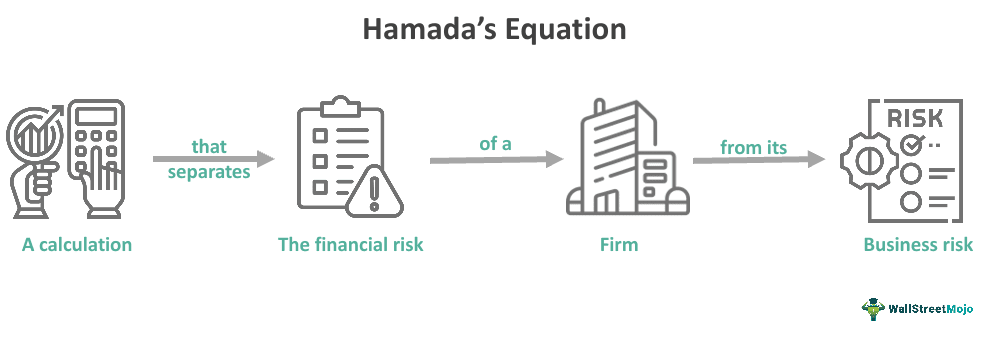 Hamada's Equation
that
separates
of a
from its
RISK
A calculation
The financial risk
Firm
Business risk
WallStreetMojo